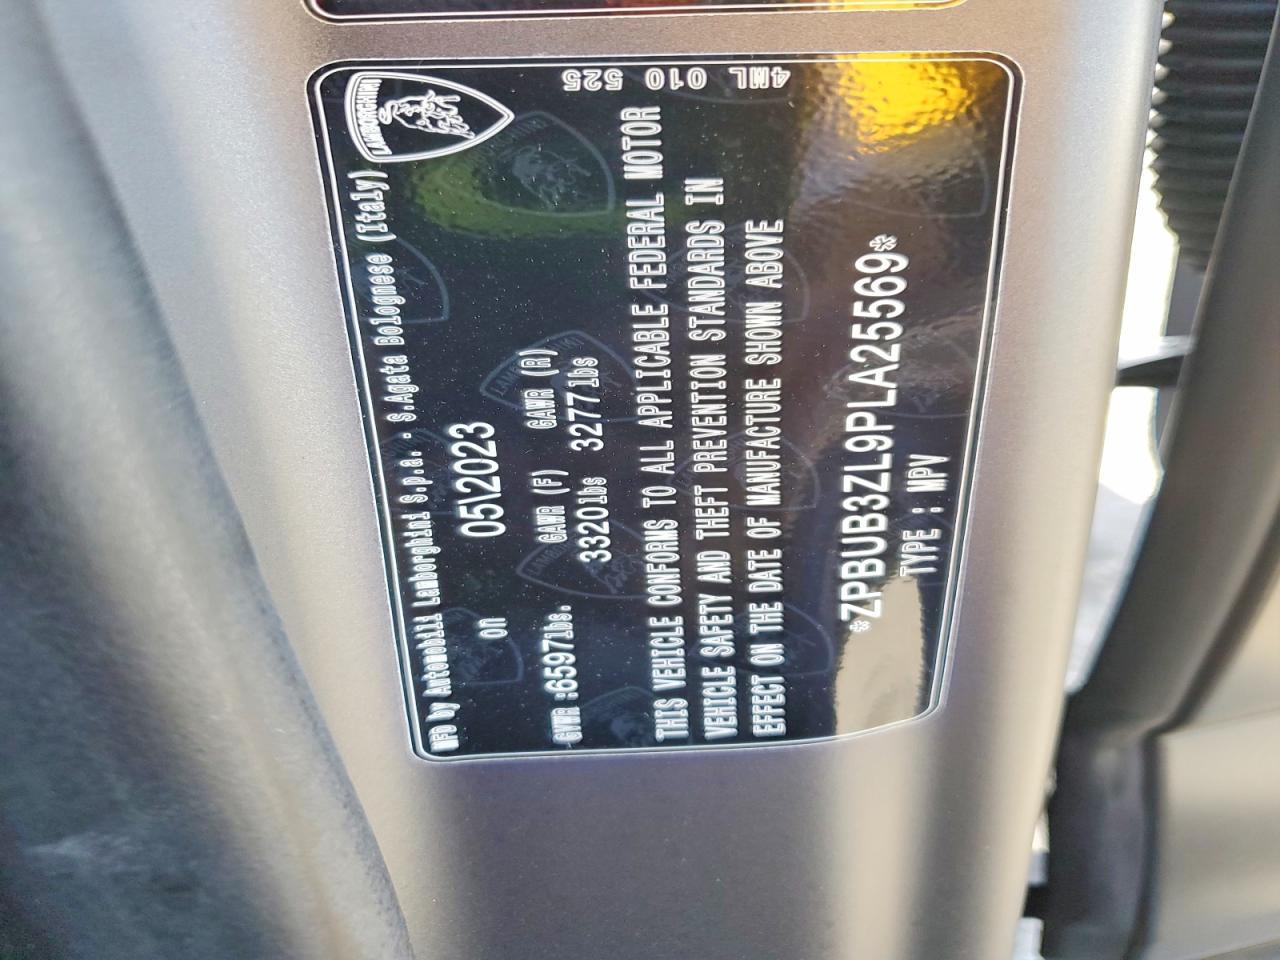 LAMBORGHINI
MFD by Automobili Lamborghini S.p.a. . S.Agata Bolognese (Italy)
on 05\2023
GVWR :6597lbs. GAWR (F) 3320lbs GAWR (R) 3277lbs
4ML 010 525
THIS VEHICLE CONFORMS TO ALL APPLICABLE FEDERAL MOTOR
VEHICLE SAFETY AND THEFT PREVENTION STANDARDS IN
EFFECT ON THE DATE OF MANUFACTURE SHOWN ABOVE
*ZPBUB3ZL9PLA25569*
TYPE : MPV